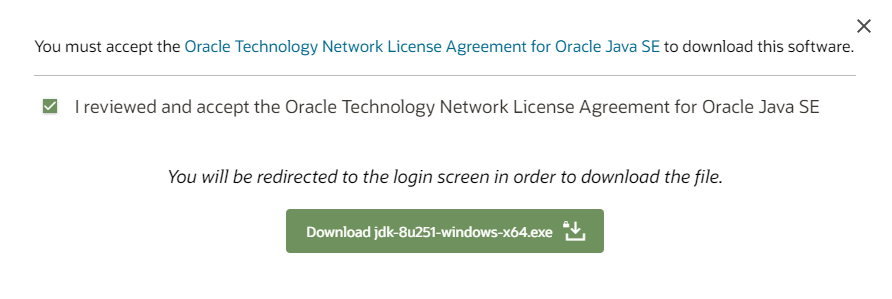 You must accept the Oracle Technology Network License Agreement for Oracle Java SE to download this software.
I reviewed and accept the Oracle Technology Network License Agreement for Oracle Java SE
You will be redirected to the login screen in order to download the file.
Download jdk-8u251-windows-x64.exe